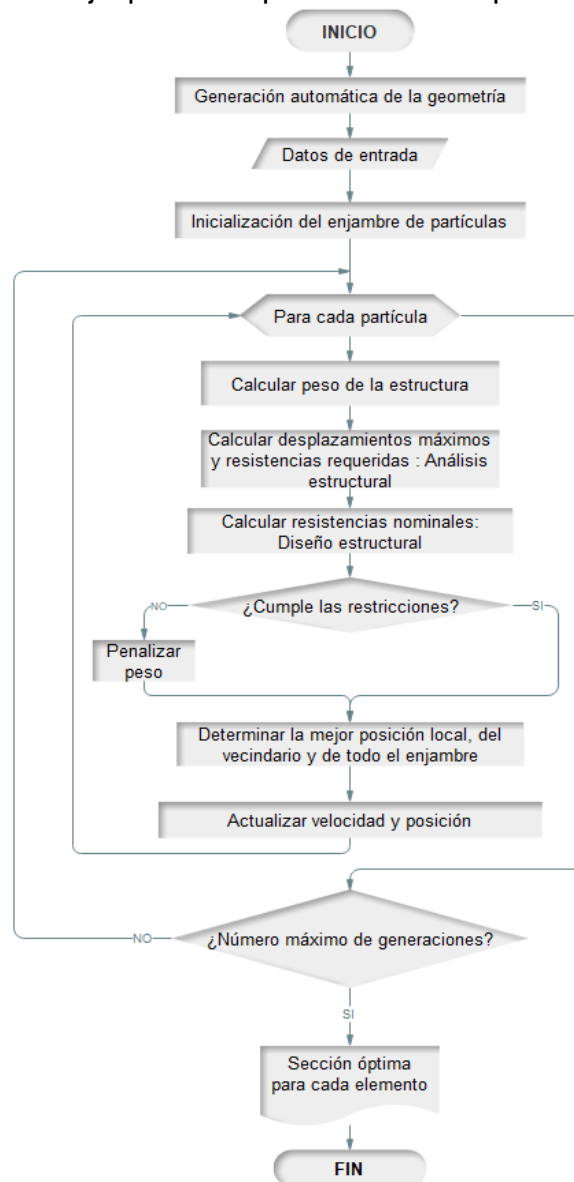 INICIO
Generación automática de la geometría
Datos de entrada
Inicialización del enjambre de partículas
Para cada partícula
Calcular peso de la estructura
Calcular desplazamientos máximos
y resistencias requeridas : Análisis
estructural
Calcular resistencias nominales:
Diseño estructural
¿Cumple las restricciones?
NO
SI
Penalizar
peso
Determinar la mejor posición local, del
vecindario y de todo el enjambre
Actualizar velocidad y posición
¿Número máximo de generaciones?
NO
SI
Sección óptima
para cada elemento
FIN